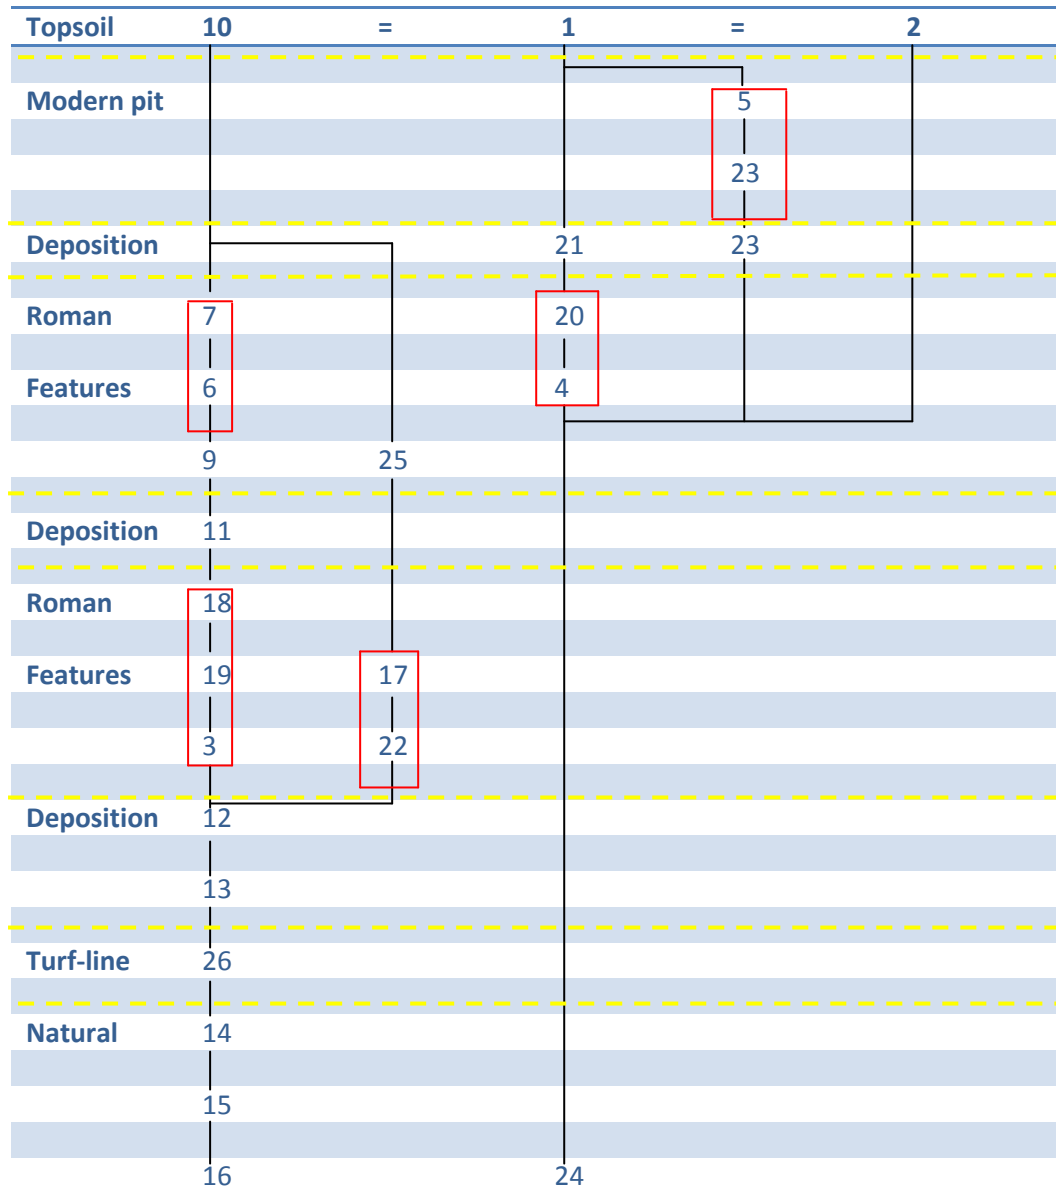 Topsoil 10 = 1 = 2
Modern pit 5
23
Deposition 21 23
Roman 7 20
Features 6 4
9 25
Deposition 11
Roman 18
Features 19 17
3 22
Deposition 12
13
Turf-line 26
Natural 14
15
16 24